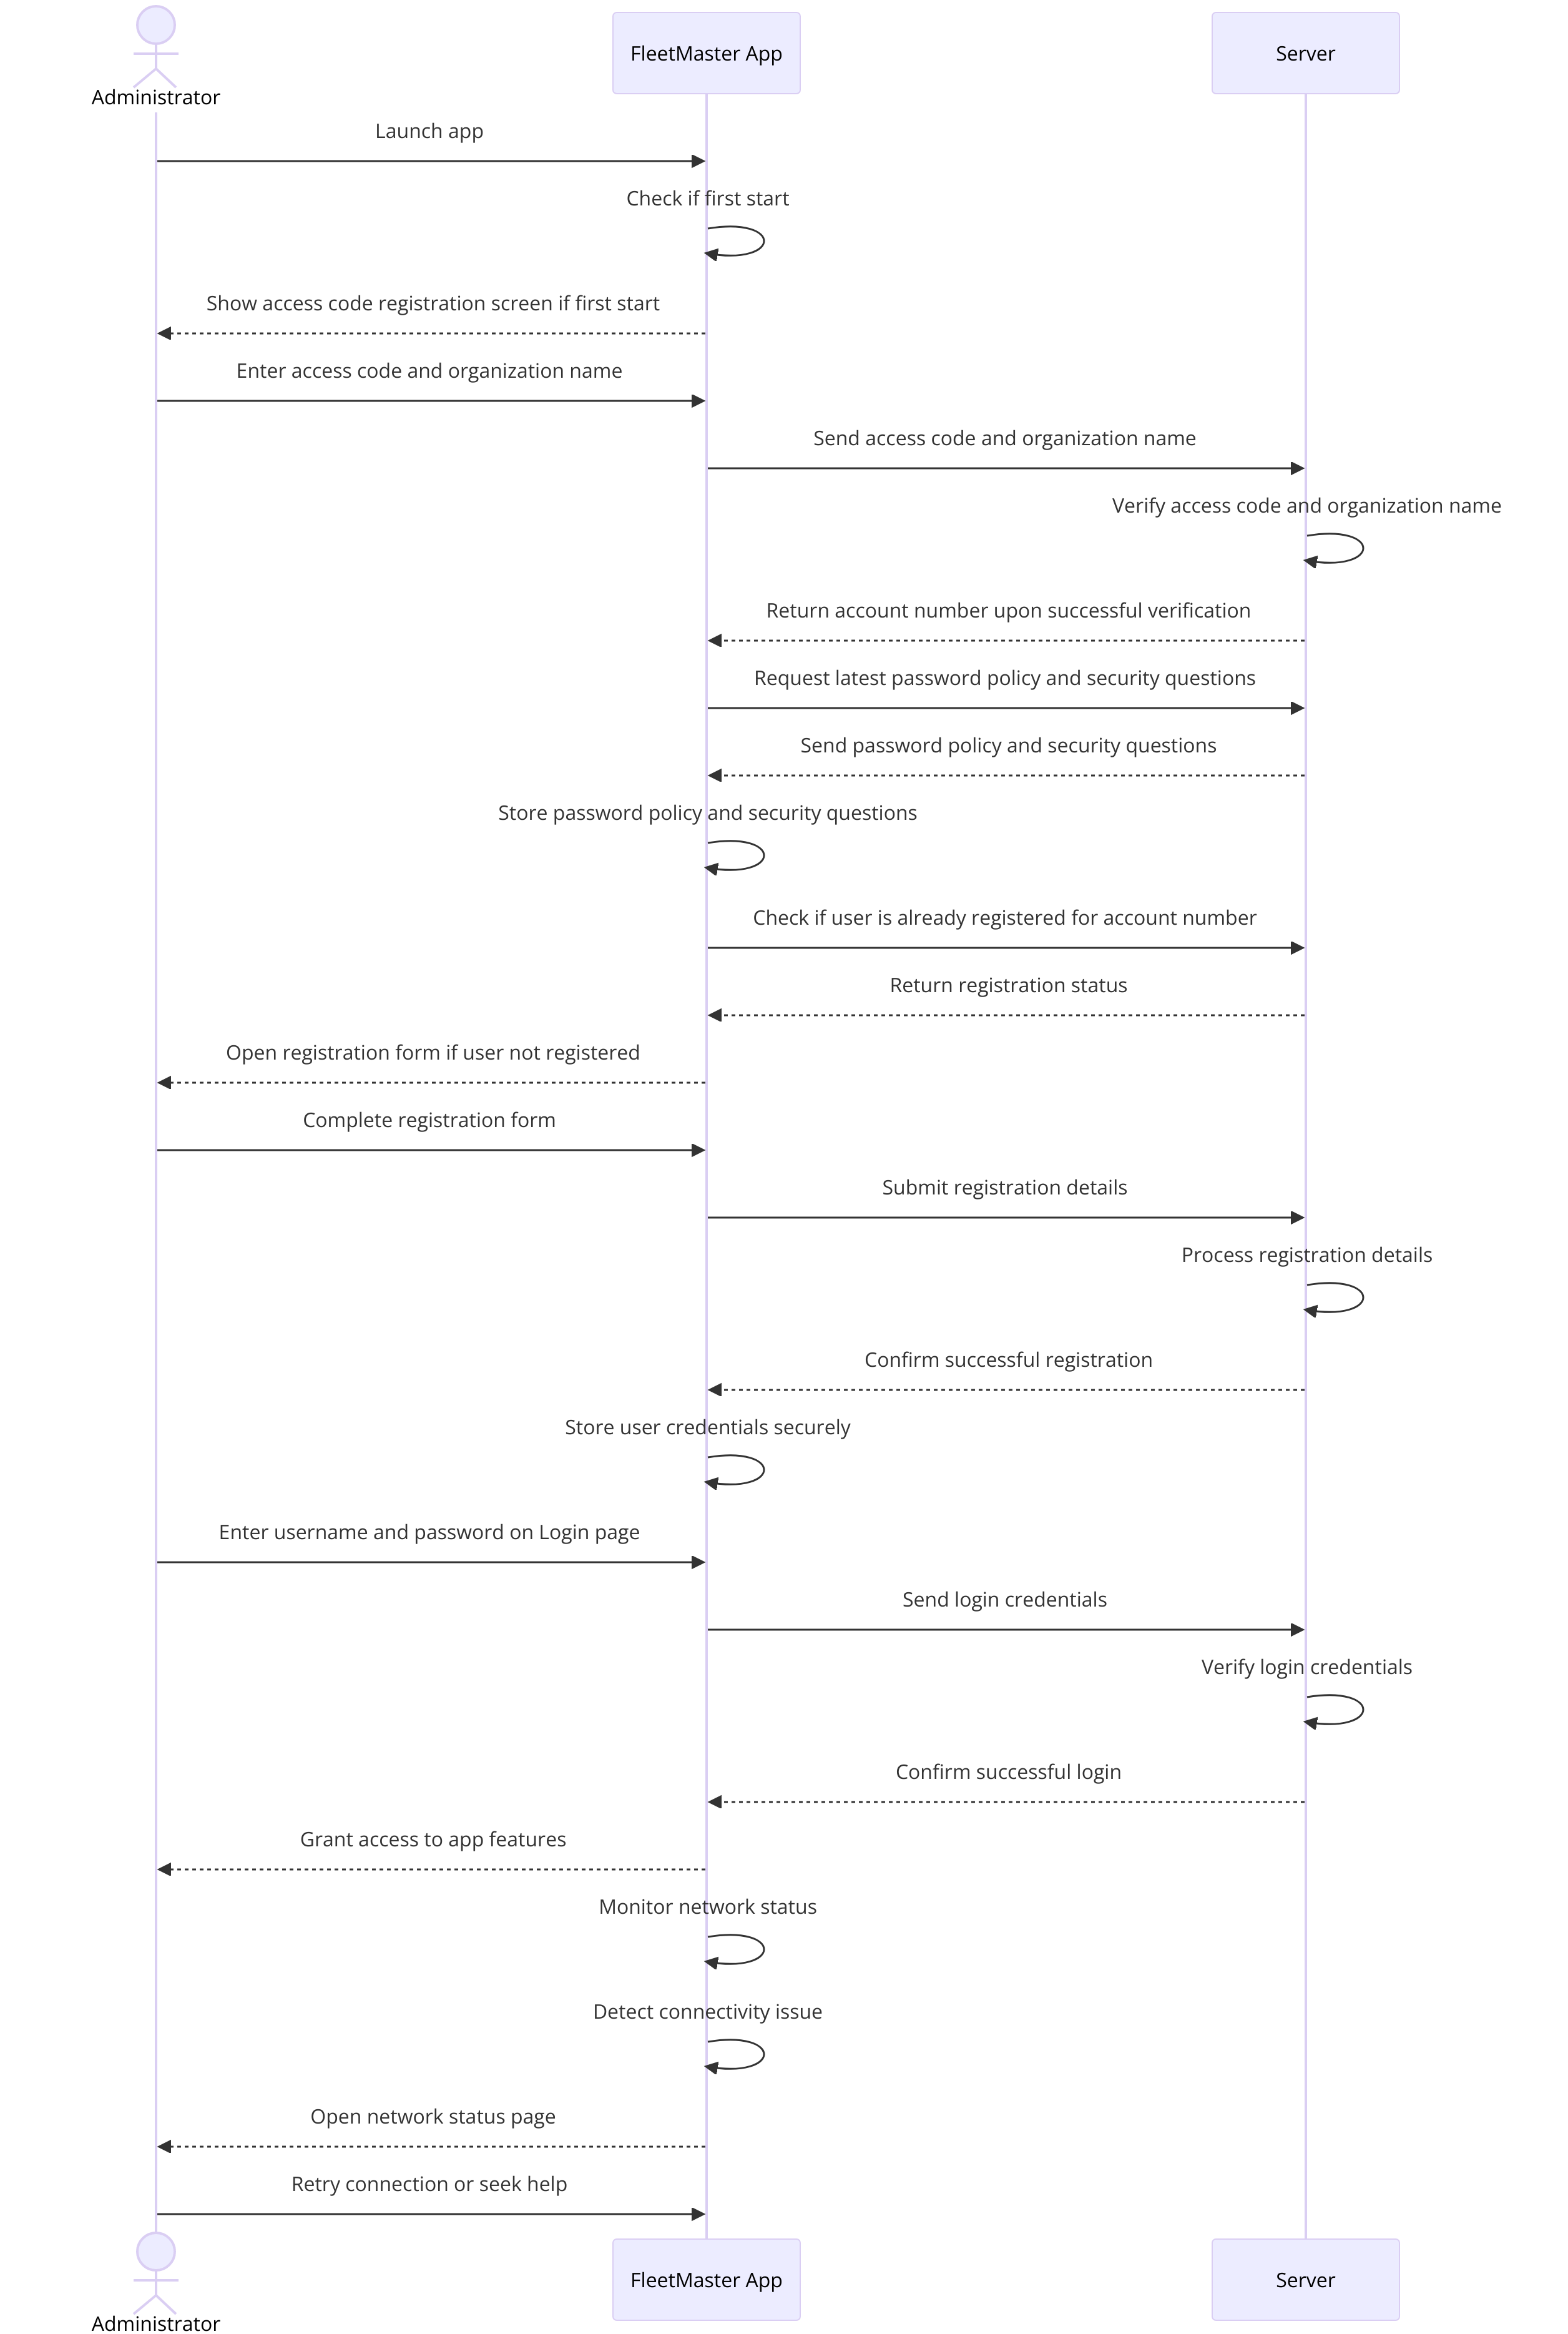 Administrator
FleetMaster App
Server
Launch app
Check if first start
Show access code registration screen if first start
Enter access code and organization name
Send access code and organization name
Verify access code and organization name
Return account number upon successful verification
Request latest password policy and security questions
Send password policy and security questions
Store password policy and security questions
Check if user is already registered for account number
Return registration status
Open registration form if user not registered
Complete registration form
Submit registration details
Process registration details
Confirm successful registration
Store user credentials securely
Enter username and password on Login page
Send login credentials
Verify login credentials
Confirm successful login
Grant access to app features
Monitor network status
Detect connectivity issue
Open network status page
Retry connection or seek help
Administrator
FleetMaster App
Server